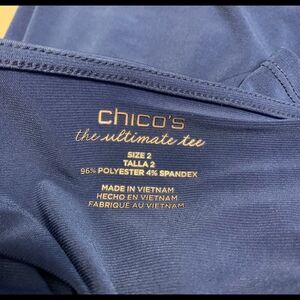 chico's
the ultimate tee
SIZE 2
TALLA 2
96% POLYESTER 4% SPANDEX
MADE IN VIETNAM
HECHO EN VIETNAM
FABRIQUÉ AU VIETNAM